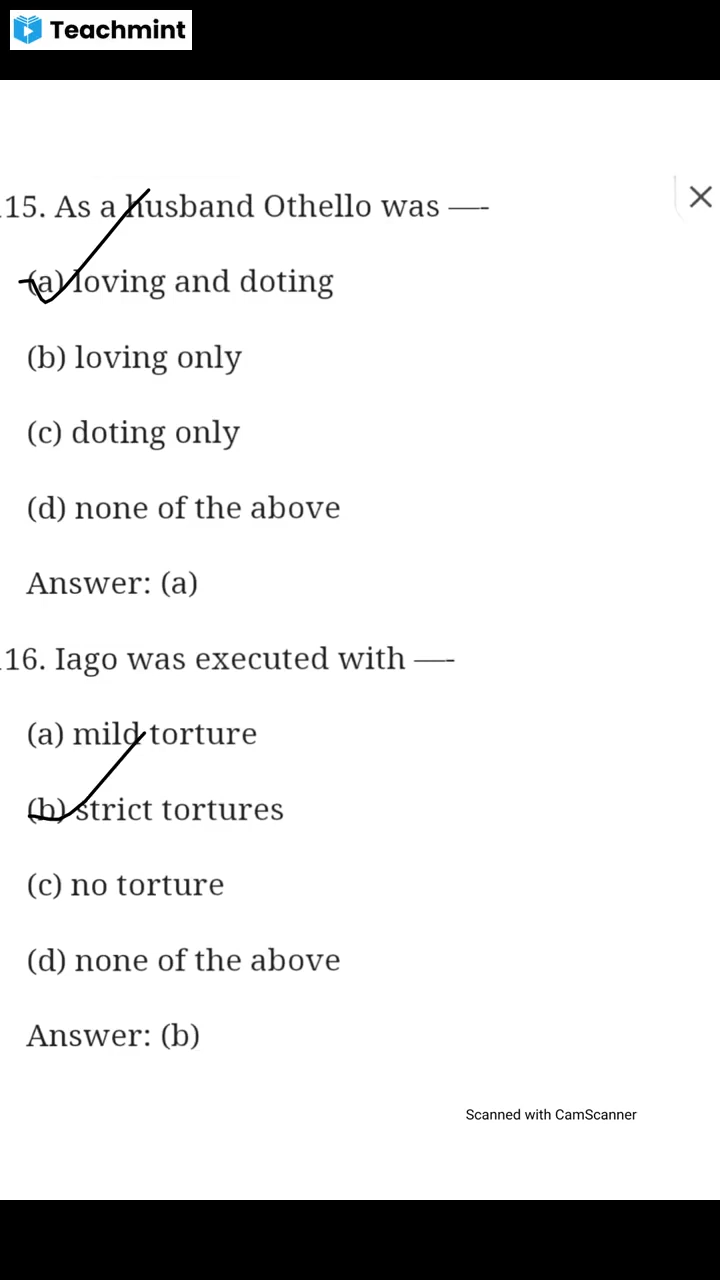 Teachmint
.15. As a husband Othello was —-
(a) loving and doting
(b) loving only
(c) doting only
(d) none of the above
Answer: (a)
.16. Iago was executed with —-
(a) mild torture
(b) strict tortures
(c) no torture
(d) none of the above
Answer: (b)
Scanned with CamScanner